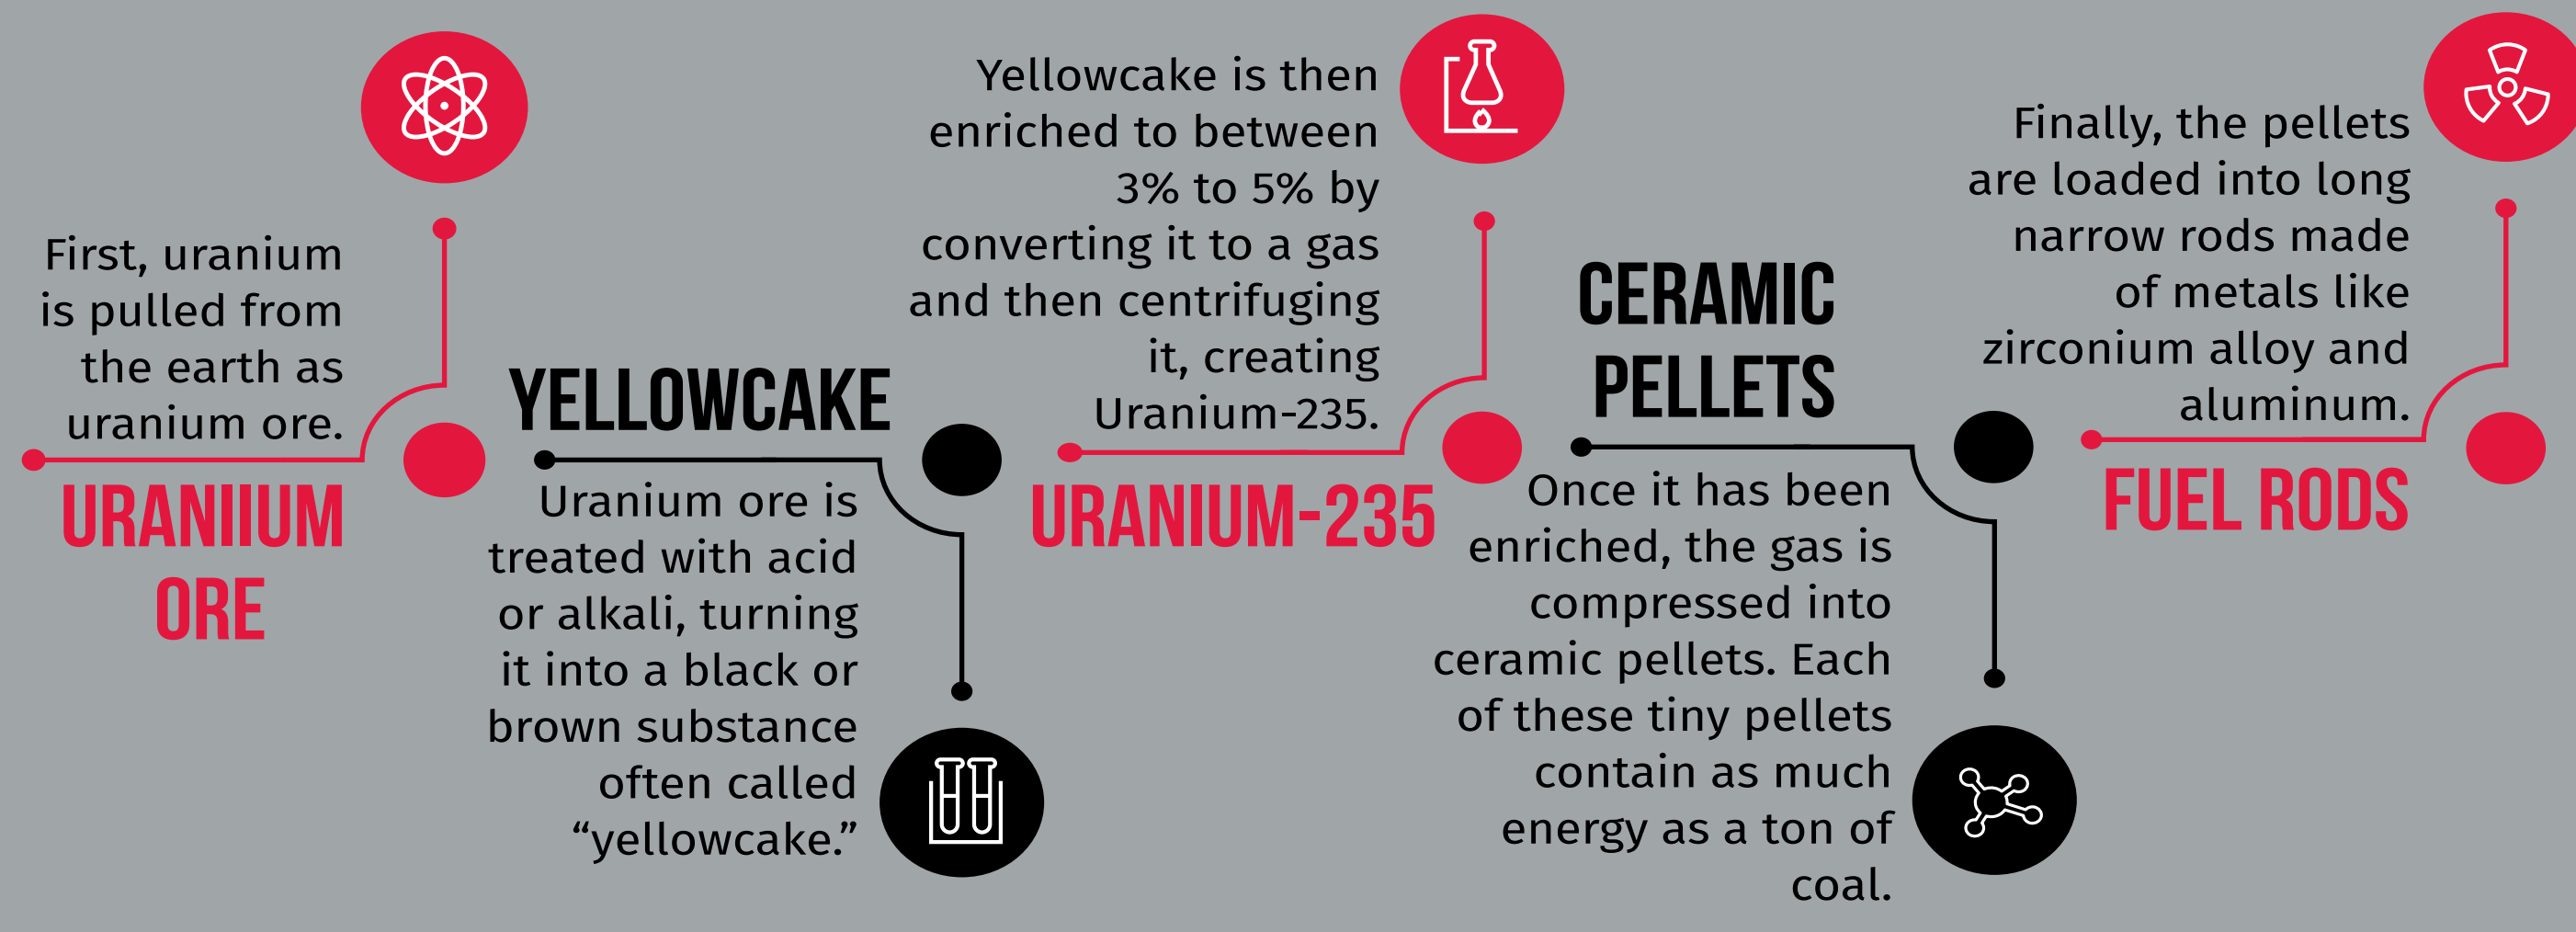 First, uranium
is pulled from
the earth as
uranium ore.
URANIIUM
ORE
YELLOWCAKE
Uranium ore is
treated with acid
or alkali, turning
it into a black or
brown substance
often called
“yellowcake.”
Yellowcake is then
enriched to between
3% to 5% by
converting it to a gas
and then centrifuging
it, creating
Uranium-235.
URANIUM-235
CERAMIC
PELLETS
Once it has been
enriched, the gas is
compressed into
ceramic pellets. Each
of these tiny pellets
contain as much
energy as a ton of
coal.
Finally, the pellets
are loaded into long
narrow rods made
of metals like
zirconium alloy and
aluminum.
FUEL RODS